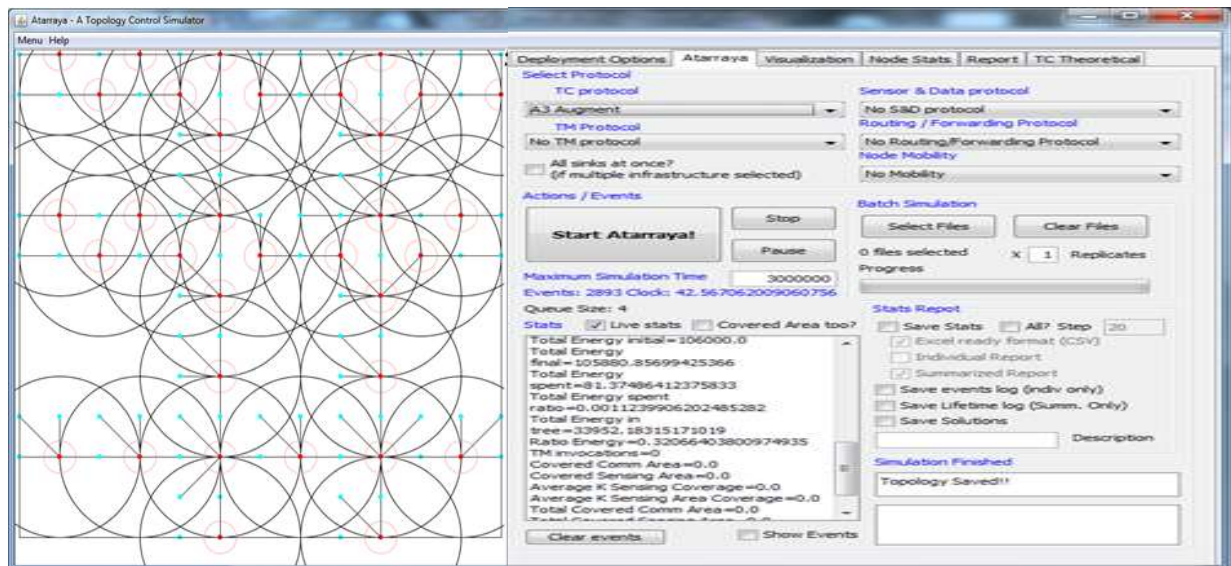 Atarraya - A Topology Control Simulator
Menu Help
Deployment Options Atarraya Visualization Node Stats Report TC Theoretical
Select Protocol
TC protocol
Sensor & Data protocol
A3 Augment
No S&D protocol
TM Protocol
Routing / Forwarding Protocol
No TM protocol
No Routing/Forwarding Protocol
Node Mobility
All sinks at once?
(if multiple infrastructure selected)
No Mobility
Actions / Events
Batch Simulation
Start Atarraya!
Stop
Select Files
Clear Files
Pause
0 files selected
X 1 Replicates
Progress
Maximum Simulation Time 3000000
Events: 2893 Clock: 42.567062009060756
Queue Size: 4
Stats Repot
Stats Live stats Covered Area too?
Save Stats All? Step 20
Excel ready format (CSV)
Individual Report
Summarized Report
Save events log (indiv only)
Save Lifetime log (Summ. Only)
Save Solutions
Description
Total Energy initial=106000.0
Total Energy
final=105880.85699425366
Total Energy
spent=81.37486412375833
Total Energy spent
ratio=0.0011239906202485282
Total Energy in
tree=33952.18315171019
Ratio Energy=0.32066403800974935
TM invocations=0
Covered Comm Area=0.0
Covered Sensing Area=0.0
Average K Sensing Coverage=0.0
Average K Sensing Area Coverage=0.0
Total Covered Comm Area=0.0
Simulation Finished
Topology Saved!!
Clear events
Show Events